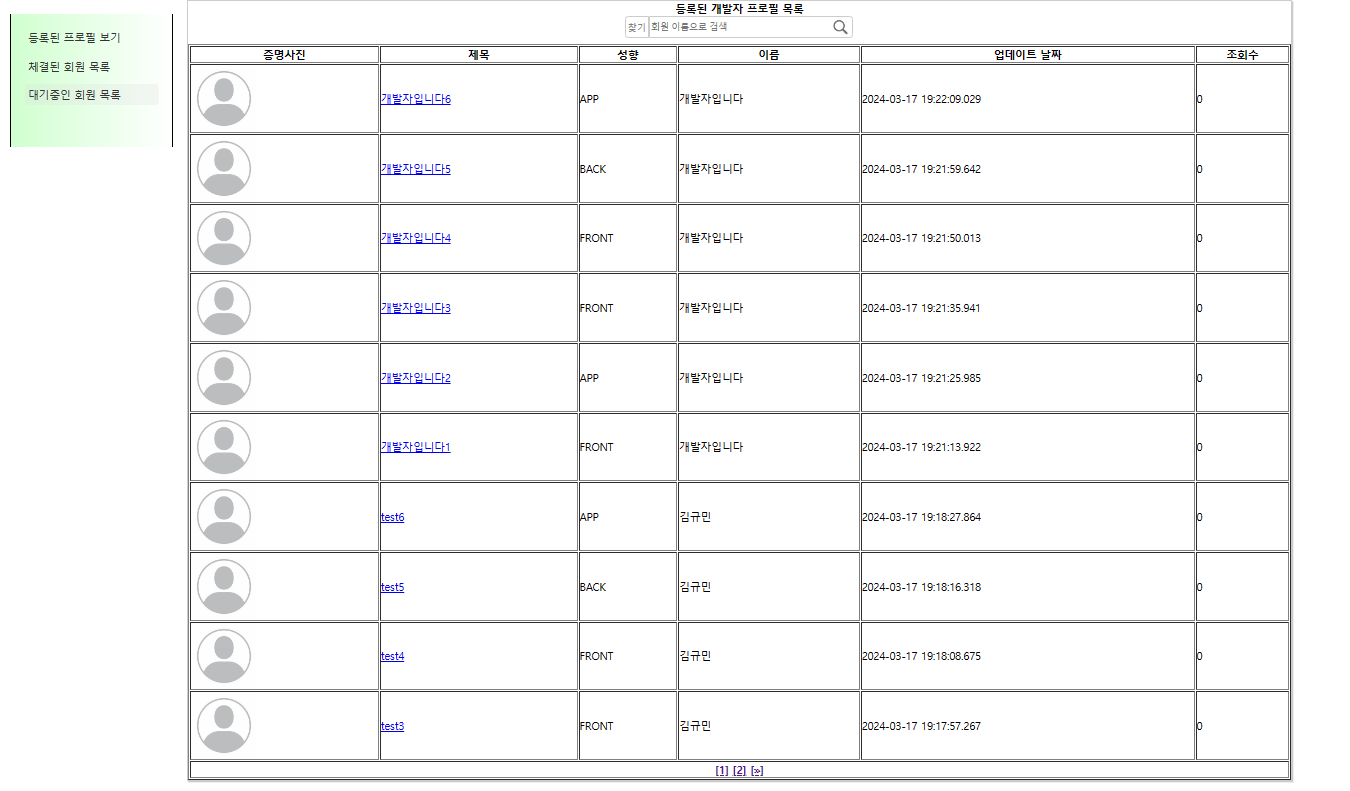 등록된 프로필 보기
체결된 회원 목록
대기중인 회원 목록
등록된 개발자 프로필 목록
찾기 회원 이름으로 검색
증명사진 제목 성향 이름 업데이트 날짜 조회수
개발자입니다6 APP 개발자입니다 2024-03-17 19:22:09.029 0
개발자입니다5 BACK 개발자입니다 2024-03-17 19:21:59.642 0
개발자입니다4 FRONT 개발자입니다 2024-03-17 19:21:50.013 0
개발자입니다3 FRONT 개발자입니다 2024-03-17 19:21:35.941 0
개발자입니다2 APP 개발자입니다 2024-03-17 19:21:25.985 0
개발자입니다1 FRONT 개발자입니다 2024-03-17 19:21:13.922 0
test6 APP 김규민 2024-03-17 19:18:27.864 0
test5 BACK 김규민 2024-03-17 19:18:16.318 0
test4 FRONT 김규민 2024-03-17 19:18:08.675 0
test3 FRONT 김규민 2024-03-17 19:17:57.267 0
[1] [2] [»]